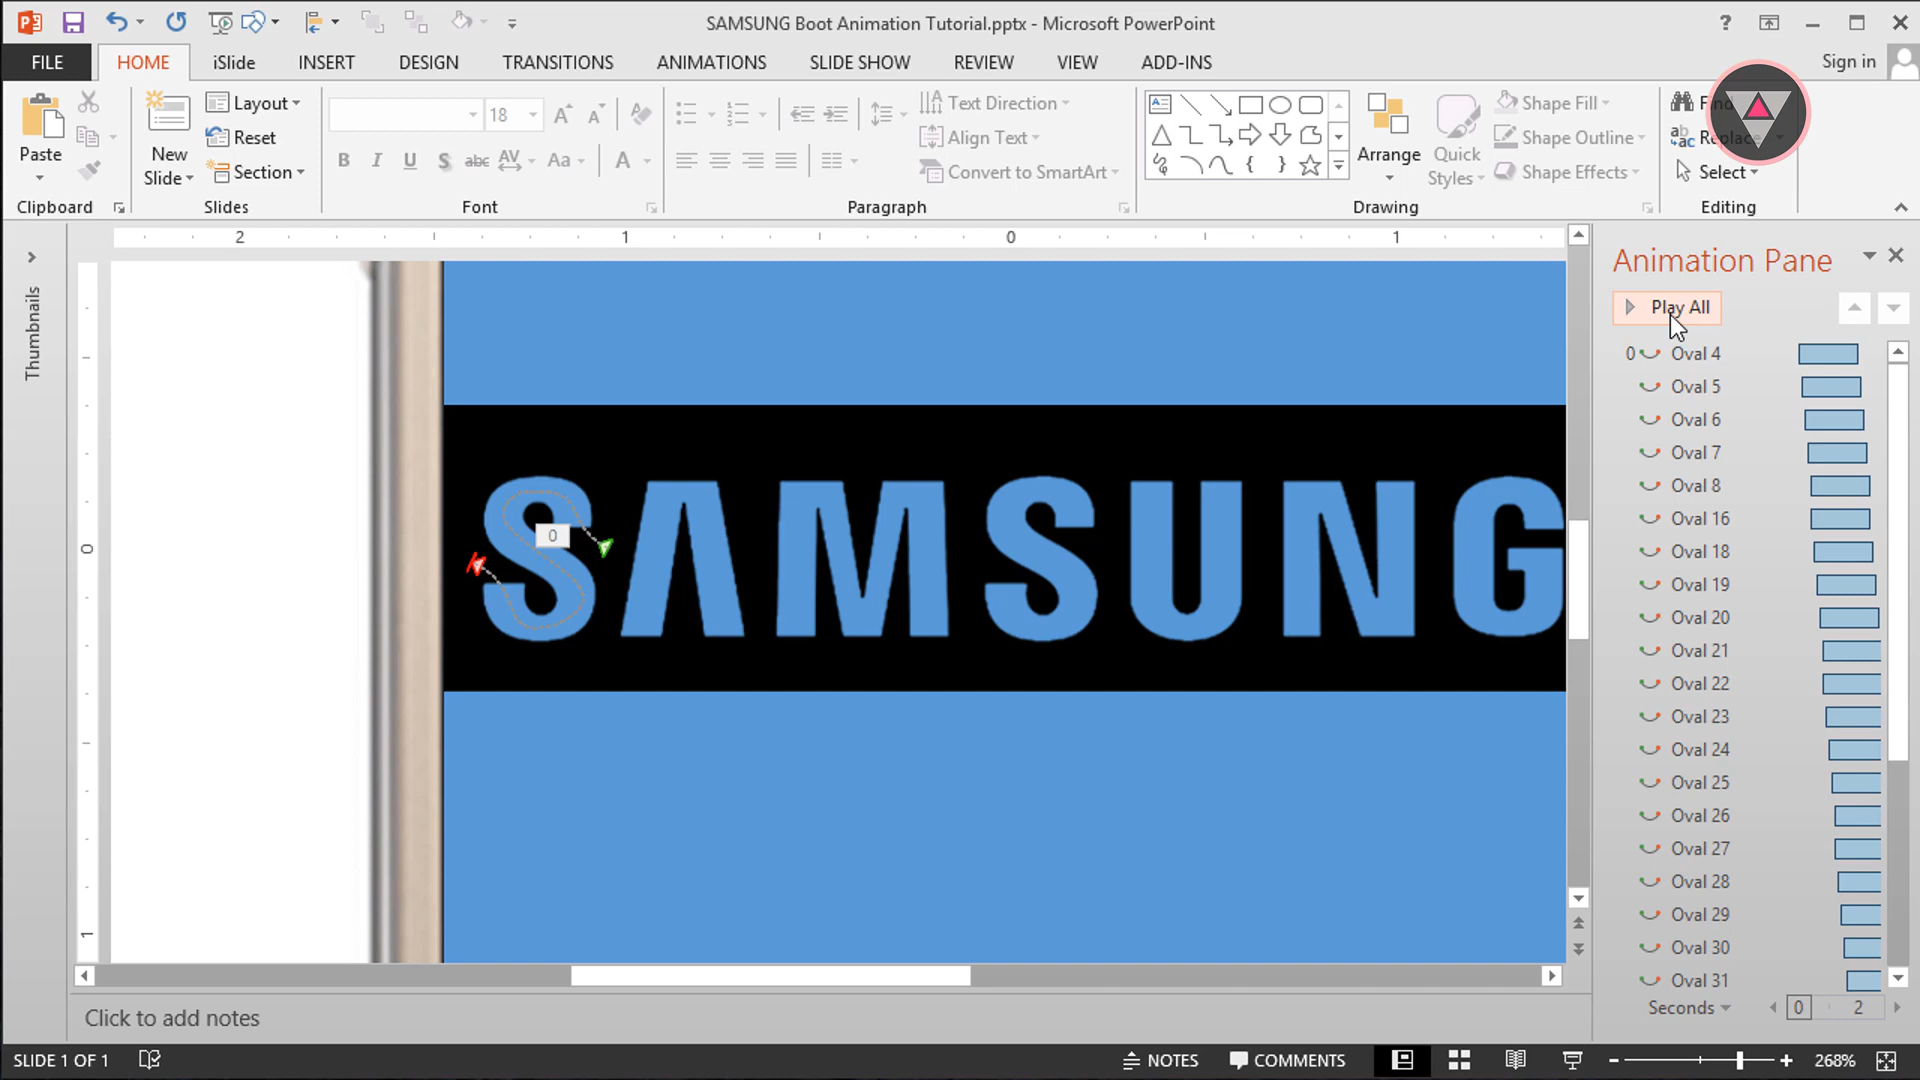 SAMSUNG Boot Animation Tutorial.pptx - Microsoft PowerPoint
?
Sign in
FILE HOME iSlide INSERT DESIGN TRANSITIONS ANIMATIONS SLIDE SHOW REVIEW VIEW ADD-INS
Paste
New
Slide
Layout
Reset
Section
18
B I U S abc AV Aa A
Text Direction
Align Text
Convert to SmartArt
Arrange
Quick
Styles
Shape Fill
Shape Outline
Shape Effects
Replace
Select
Clipboard Slides Font Paragraph Drawing Editing
2 1 0 1
Thumbnails
0
1
SAMSUNG
0
Animation Pane
Play All
0 Oval 4
Oval 5
Oval 6
Oval 7
Oval 8
Oval 16
Oval 18
Oval 19
Oval 20
Oval 21
Oval 22
Oval 23
Oval 24
Oval 25
Oval 26
Oval 27
Oval 28
Oval 29
Oval 30
Oval 31
Seconds 0 2
Click to add notes
SLIDE 1 OF 1
NOTES COMMENTS 268%